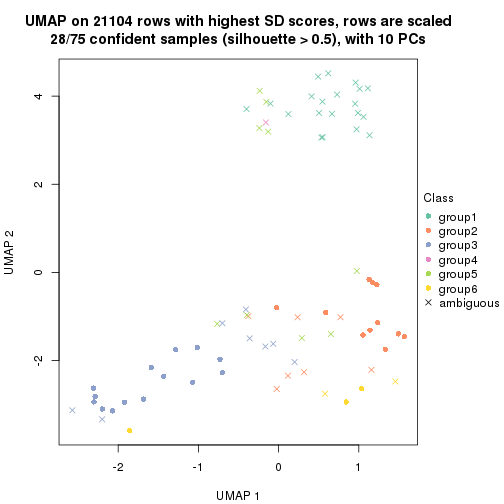 UMAP on 21104 rows with highest SD scores, rows are scaled
28/75 confident samples (silhouette > 0.5), with 10 PCs
4
2
0
-2
UMAP 2
-2
-1
0
1
UMAP 1
Class
group1
group2
group3
group4
group5
group6
ambiguous